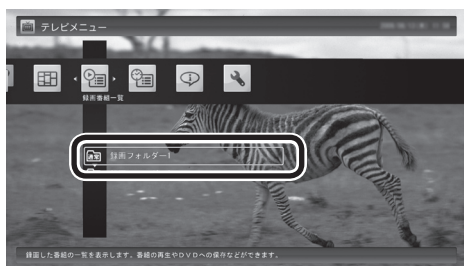 テレビメニュー
録画番組一覧
録画フォルダー1
録画した番組の一覧を表示します。番組の再生やDVDへの保存などができます。